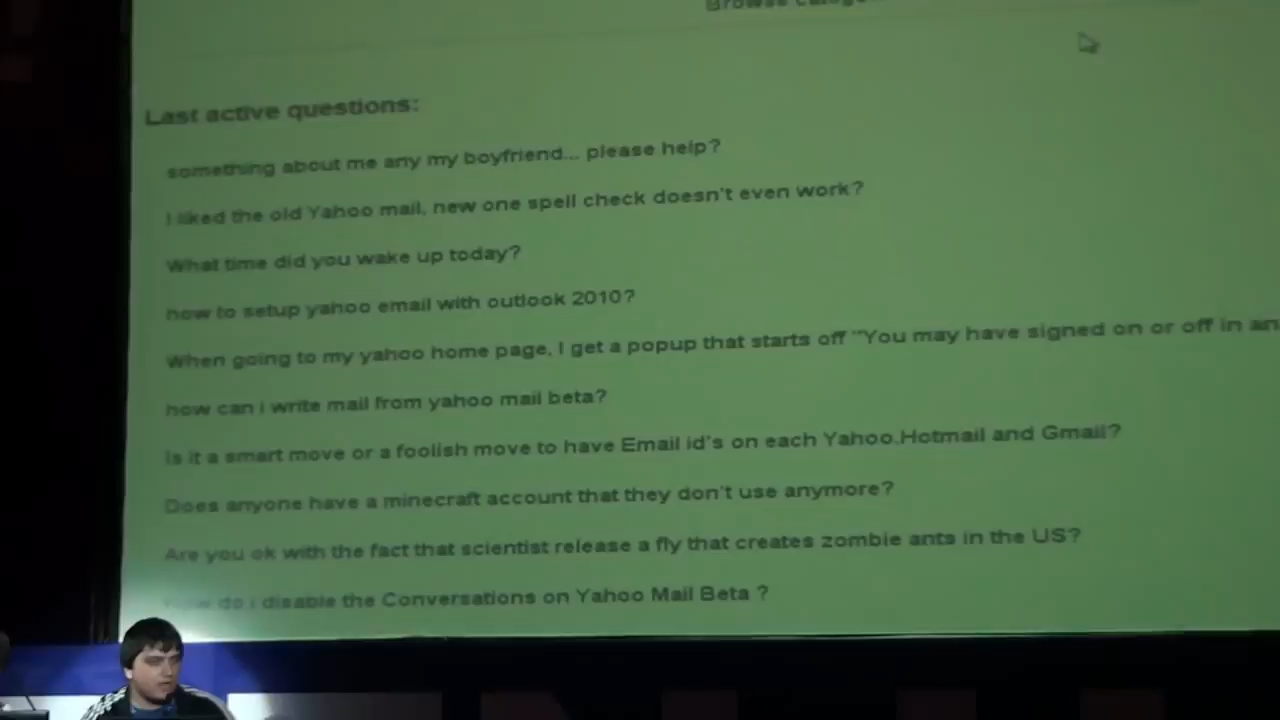 Browse catego
Last active questions:
something about me any my boyfriend... please help?
I liked the old Yahoo mail, new one spell check doesn't even work?
What time did you wake up today?
how to setup yahoo email with outlook 2010?
When going to my yahoo home page, I get a popup that starts off "You may have signed on or off in an
how can i write mail from yahoo mail beta?
Is it a smart move or a foolish move to have Email id's on each Yahoo.Hotmail and Gmail?
Does anyone have a minecraft account that they don't use anymore?
Are you ok with the fact that scientist release a fly that creates zombie ants in the US?
How do i disable the Conversations on Yahoo Mail Beta ?